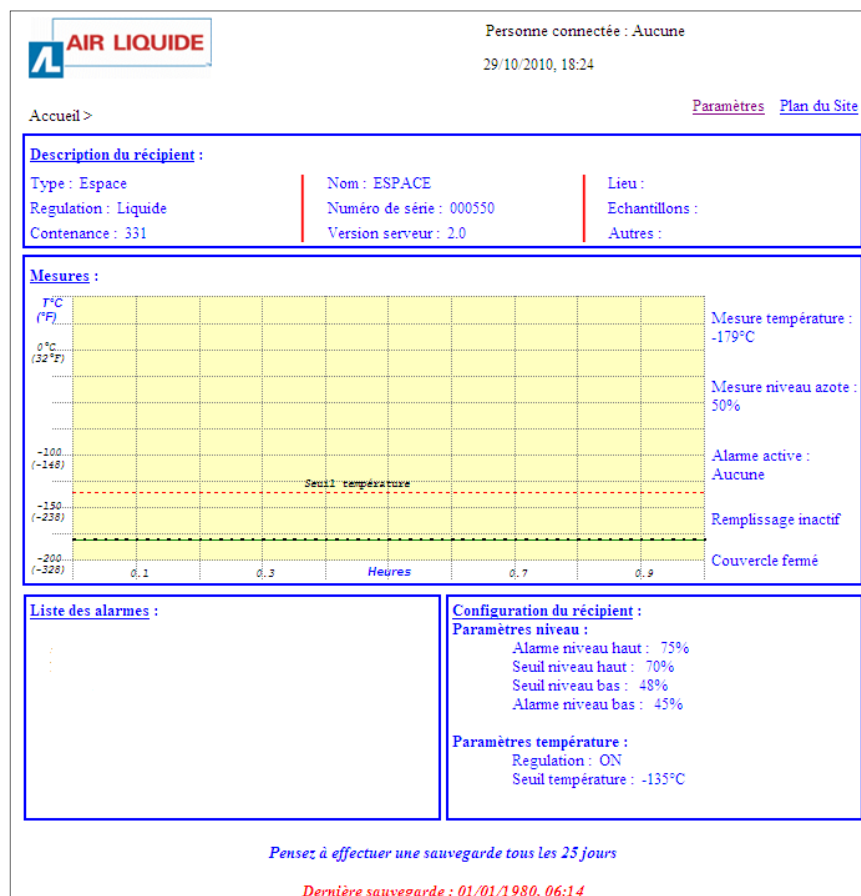 AIR LIQUIDE
Personne connectée : Aucune
29/10/2010, 18:24
Accueil >
Paramètres Plan du Site
Description du récipient :
Type : Espace
Nom : ESPACE
Lieu :
Regulation : Liquide
Numéro de série : 000550
Echantillons :
Contenance : 331
Version serveur : 2.0
Autres :
Mesures :
T°C
(°F)
0°C
(32°F)
-100
(-148)
-150
(-238)
-200
(-328)
Seuil température
0.1 0.3 Heures 0.7 0.9
Mesure température :
-179°C
Mesure niveau azote :
50%
Alarme active :
Aucune
Remplissage inactif
Couvercle fermé
Liste des alarmes :
Configuration du récipient :
Paramètres niveau :
Alarme niveau haut : 75%
Seuil niveau haut : 70%
Seuil niveau bas : 48%
Alarme niveau bas : 45%
Paramètres température :
Regulation : ON
Seuil température : -135°C
Pensez à effectuer une sauvegarde tous les 25 jours
Dernière sauvegarde : 01/01/1980, 06:14